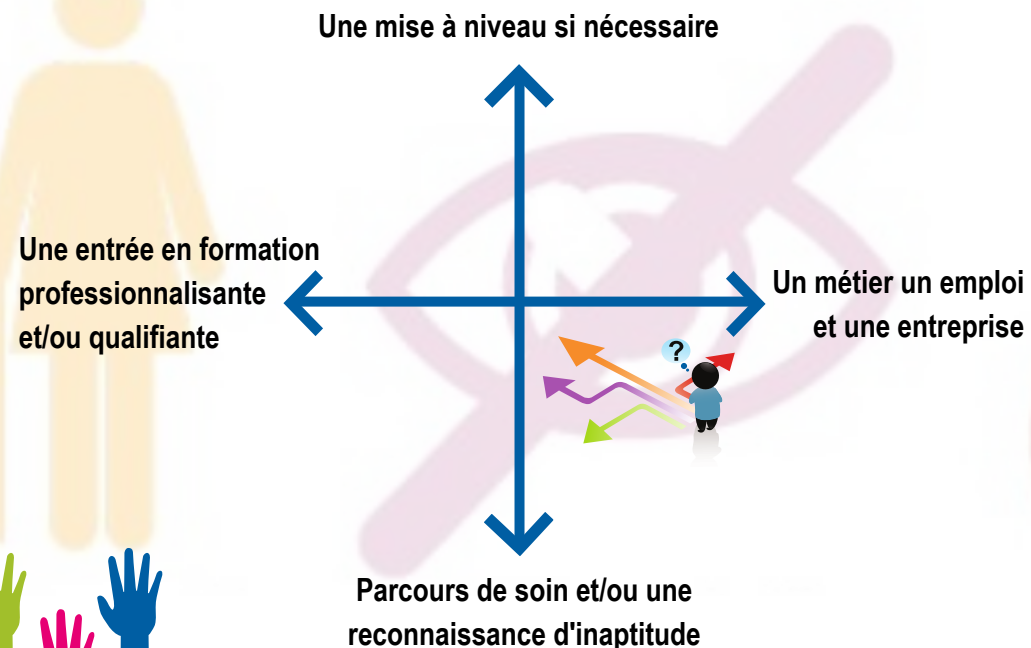 Une mise à niveau si nécessaire
Une entrée en formation
professionnalisante
et/ou qualifiante
Un métier un emploi
et une entreprise
?
Parcours de soin et/ou une
reconnaissance d'inaptitude